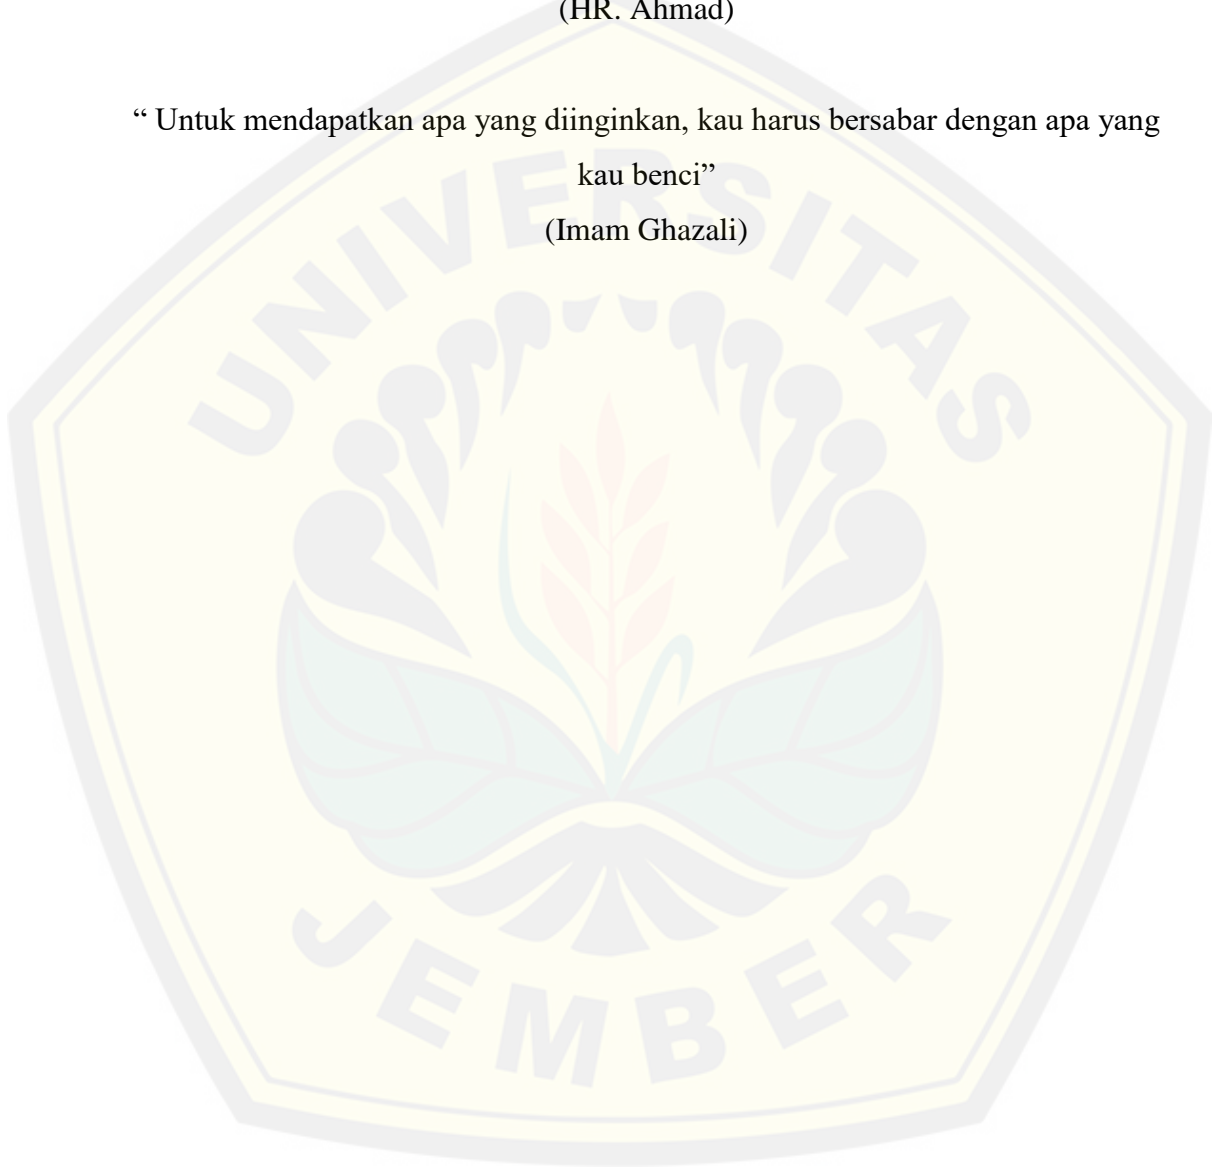 (HR. Ahmad)
“ Untuk mendapatkan apa yang diinginkan, kau harus bersabar dengan apa yang
kau benci”
(Imam Ghazali)
UNIVERSITAS
JEMBER